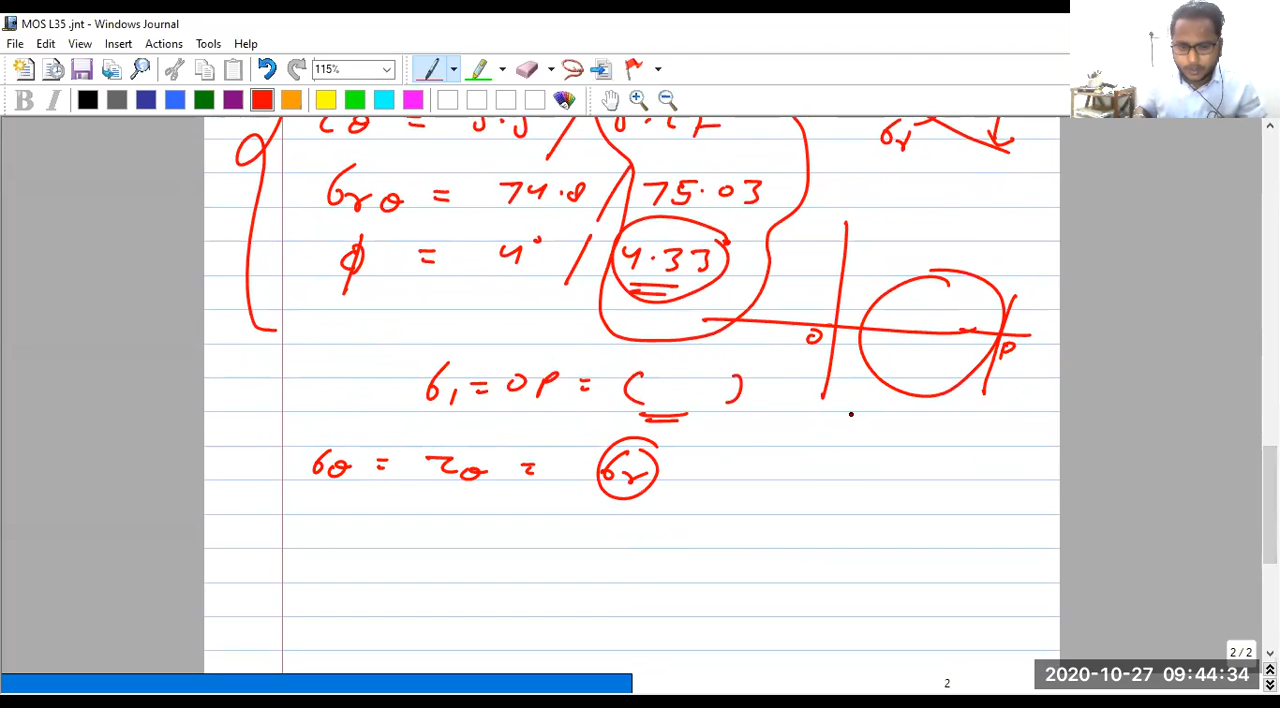 MOS L35 .jnt - Windows Journal
File Edit View Insert Actions Tools Help
115%
B I
σr
σrθ = 74.8 / 75.03
φ = 4° / 4.33
O
P
σ1 = OP = ( )
σθ = τθ = σr
2 / 2
2020-10-27 09:44:34
2